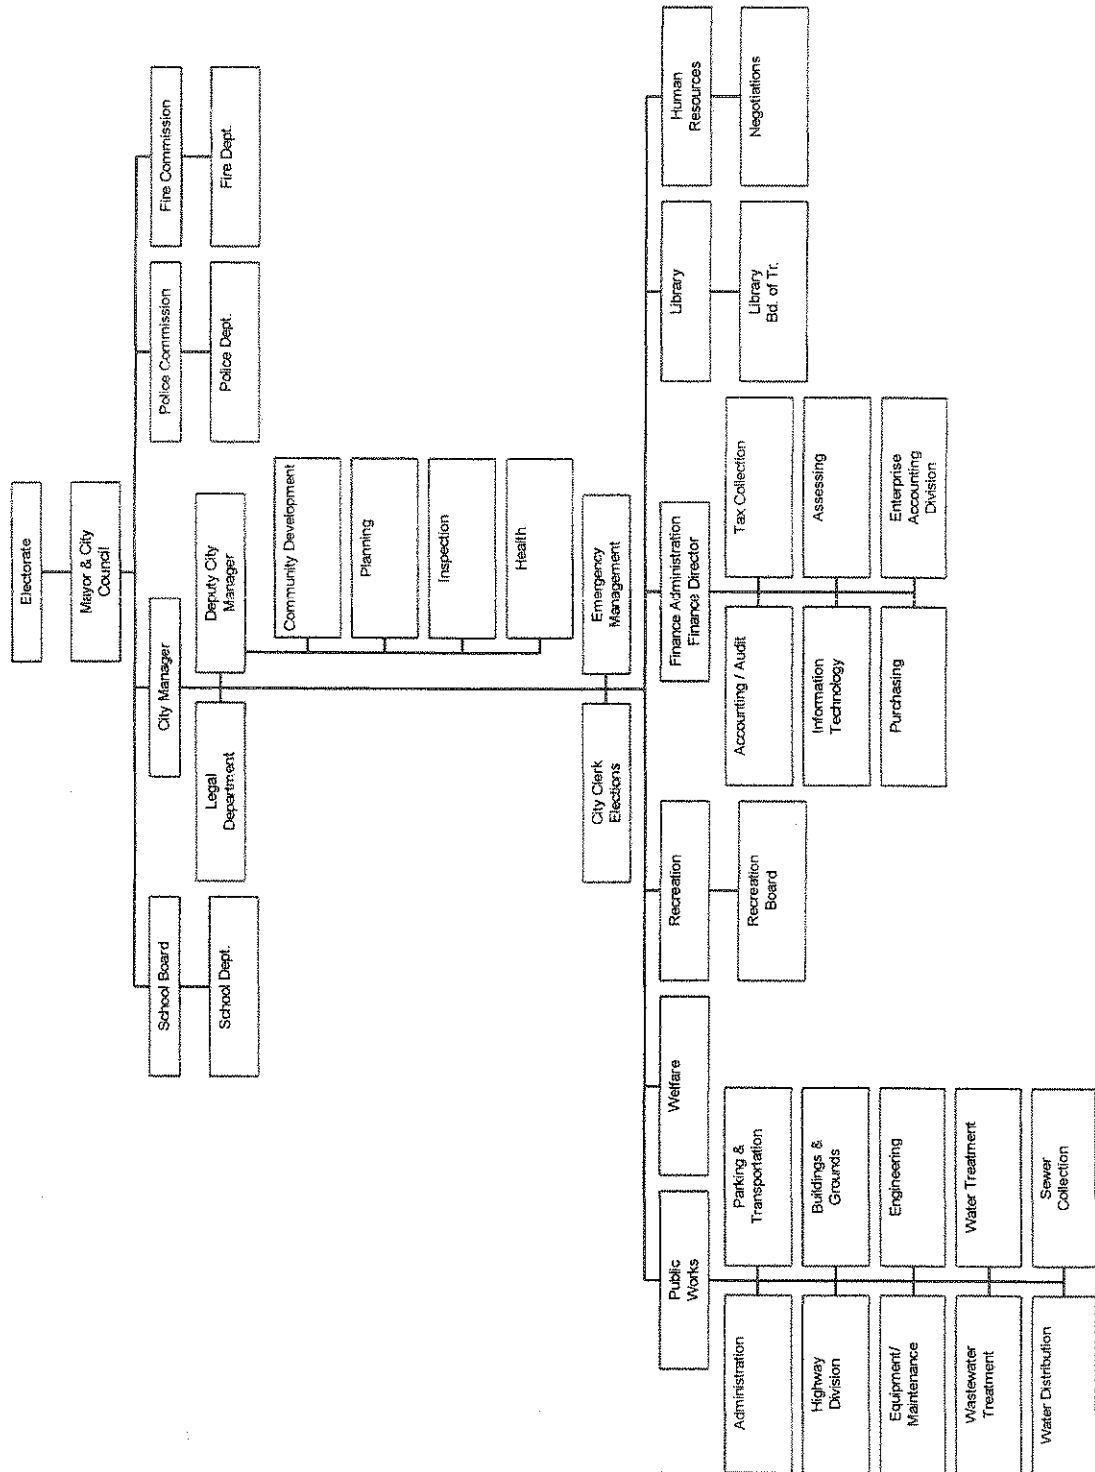 Electorate
Mayor & City
Council
School Board
City Manager
Police Commission
Fire Commission
School Dept.
Legal
Department
Deputy City
Manager
Police Dept.
Fire Dept.
Community Development
Planning
Inspection
Health
City Clerk
Elections
Emergency
Management
Public
Works
Welfare
Recreation
Finance Administration
Finance Director
Library
Human
Resources
Administration
Parking &
Transportation
Highway
Division
Buildings &
Grounds
Equipment/
Maintenance
Engineering
Wastewater
Treatment
Water Treatment
Water Distribution
Sewer
Collection
Recreation
Board
Accounting / Audit
Tax Collection
Information
Technology
Assessing
Purchasing
Enterprise
Accounting
Division
Library
Bd. of Tr.
Negotiations